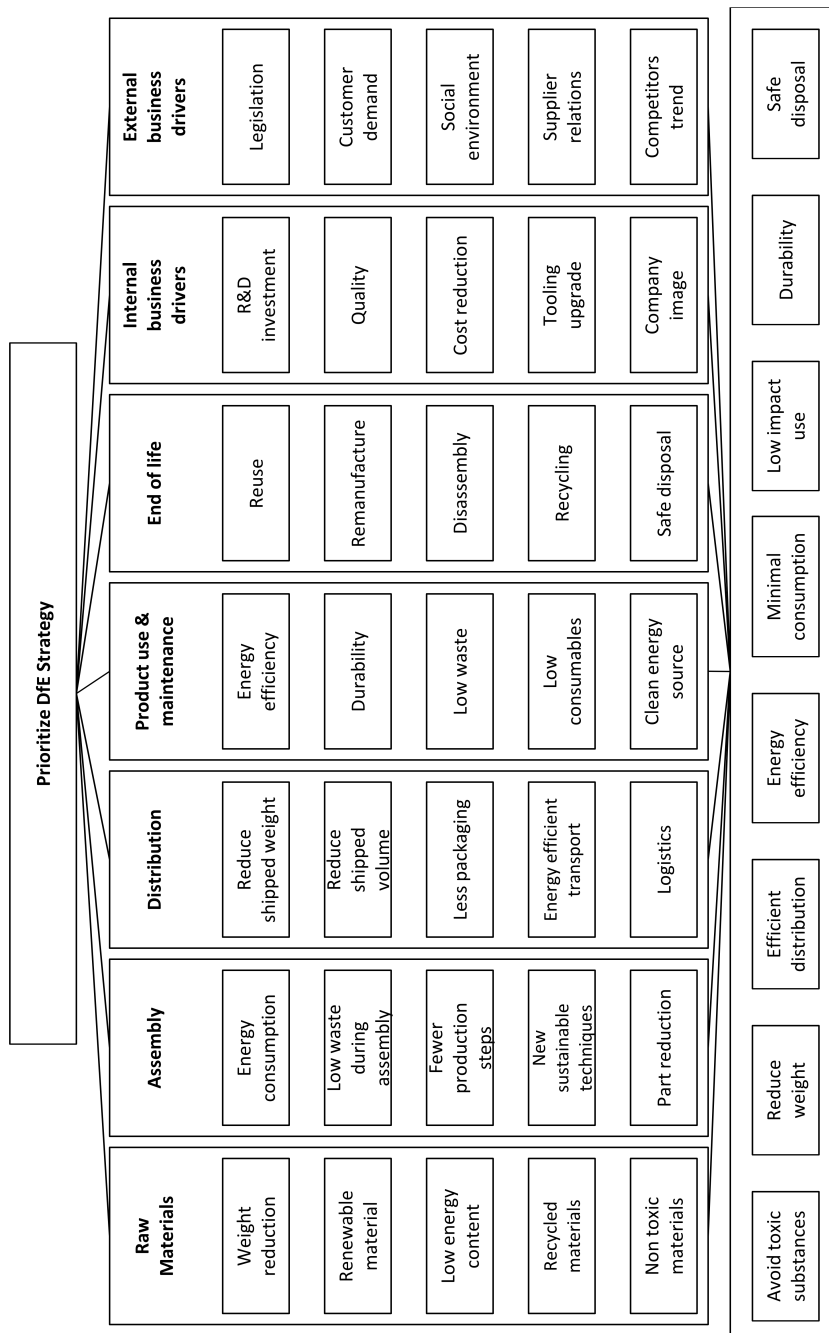 Prioritize DfE Strategy
Raw
Materials
Weight
reduction
Renewable
material
Low energy
content
Recycled
materials
Non toxic
materials
Assembly
Energy
consumption
Low waste
during
assembly
Fewer
production
steps
New
sustainable
techniques
Part reduction
Distribution
Reduce
shipped weight
Reduce
shipped
volume
Less packaging
Energy efficient
transport
Logistics
Product use &
maintenance
Energy
efficiency
Durability
Low waste
Low
consumables
Clean energy
source
End of life
Reuse
Remanufacture
Disassembly
Recycling
Safe disposal
Internal
business
drivers
R&D
investment
Quality
Cost reduction
Tooling
upgrade
Company
image
External
business
drivers
Legislation
Customer
demand
Social
environment
Supplier
relations
Competitors
trend
Avoid toxic
substances
Reduce
weight
Efficient
distribution
Energy
efficiency
Minimal
consumption
Low impact
use
Durability
Safe
disposal